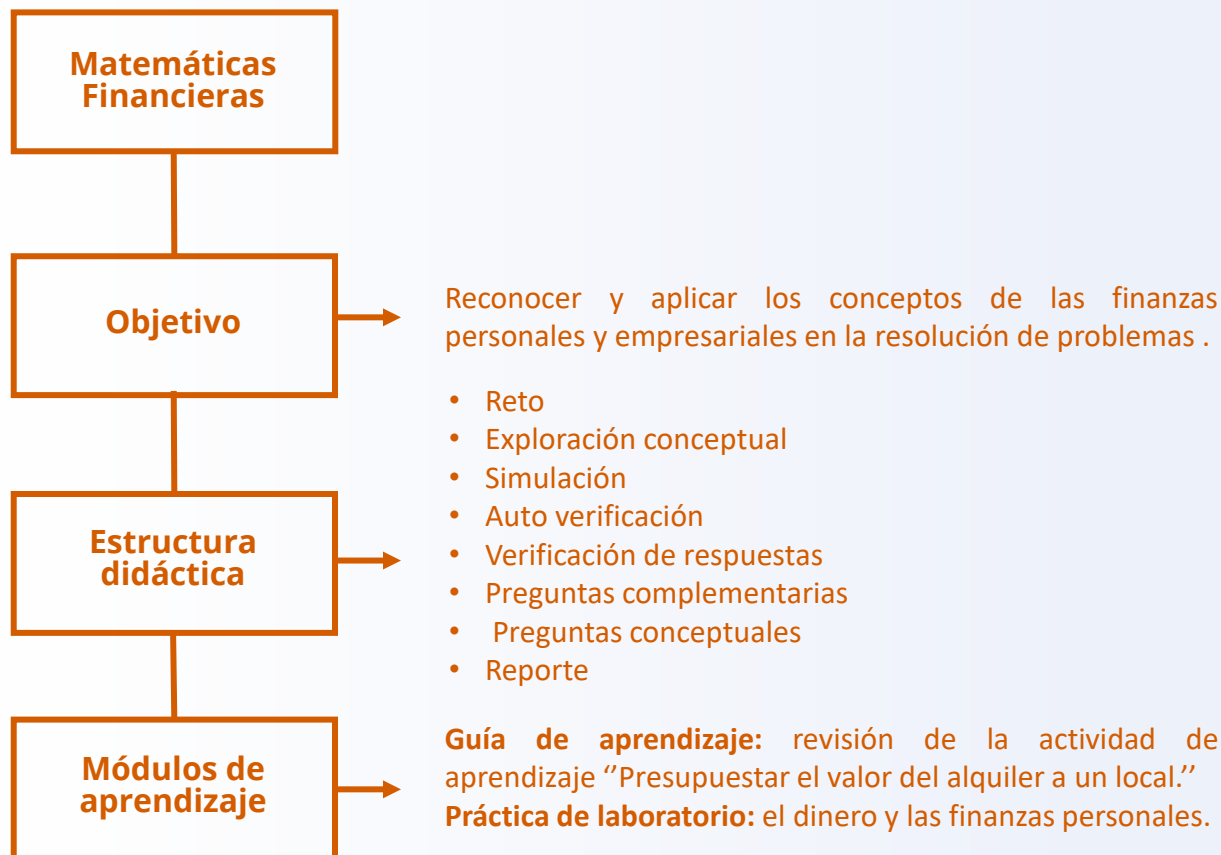 Matemáticas
Financieras
Objetivo
Reconocer y aplicar los conceptos de las finanzas
personales y empresariales en la resolución de problemas .
Estructura
didáctica
• Reto
• Exploración conceptual
• Simulación
• Auto verificación
• Verificación de respuestas
• Preguntas complementarias
• Preguntas conceptuales
• Reporte
Módulos de
aprendizaje
Guía de aprendizaje: revisión de la actividad de
aprendizaje ‘’Presupuestar el valor del alquiler a un local.’’
Práctica de laboratorio: el dinero y las finanzas personales.